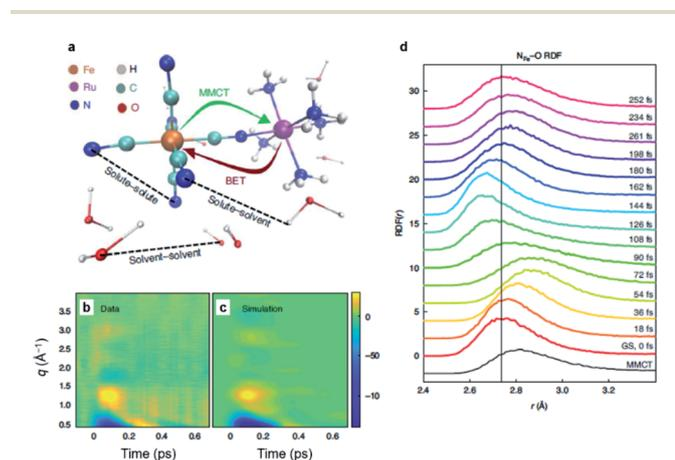 a
Fe
Ru
N
H
C
O
MMCT
BET
Solute–solute
Solute–solvent
Solvent–solvent
b Data
c Simulation
q (Å⁻¹)
3.5
3.0
2.5
2.0
1.5
1.0
0.5
0 0.2 0.4 0.6
Time (ps)
0 0.2 0.4 0.6
Time (ps)
0
−50
−10
d
N_Fe–O RDF
RDF(r)
30
25
20
15
10
5
0
252 fs
234 fs
261 fs
198 fs
180 fs
162 fs
144 fs
126 fs
108 fs
90 fs
72 fs
54 fs
36 fs
18 fs
GS, 0 fs
MMCT
2.4 2.6 2.8 3.0 3.2
r (Å)